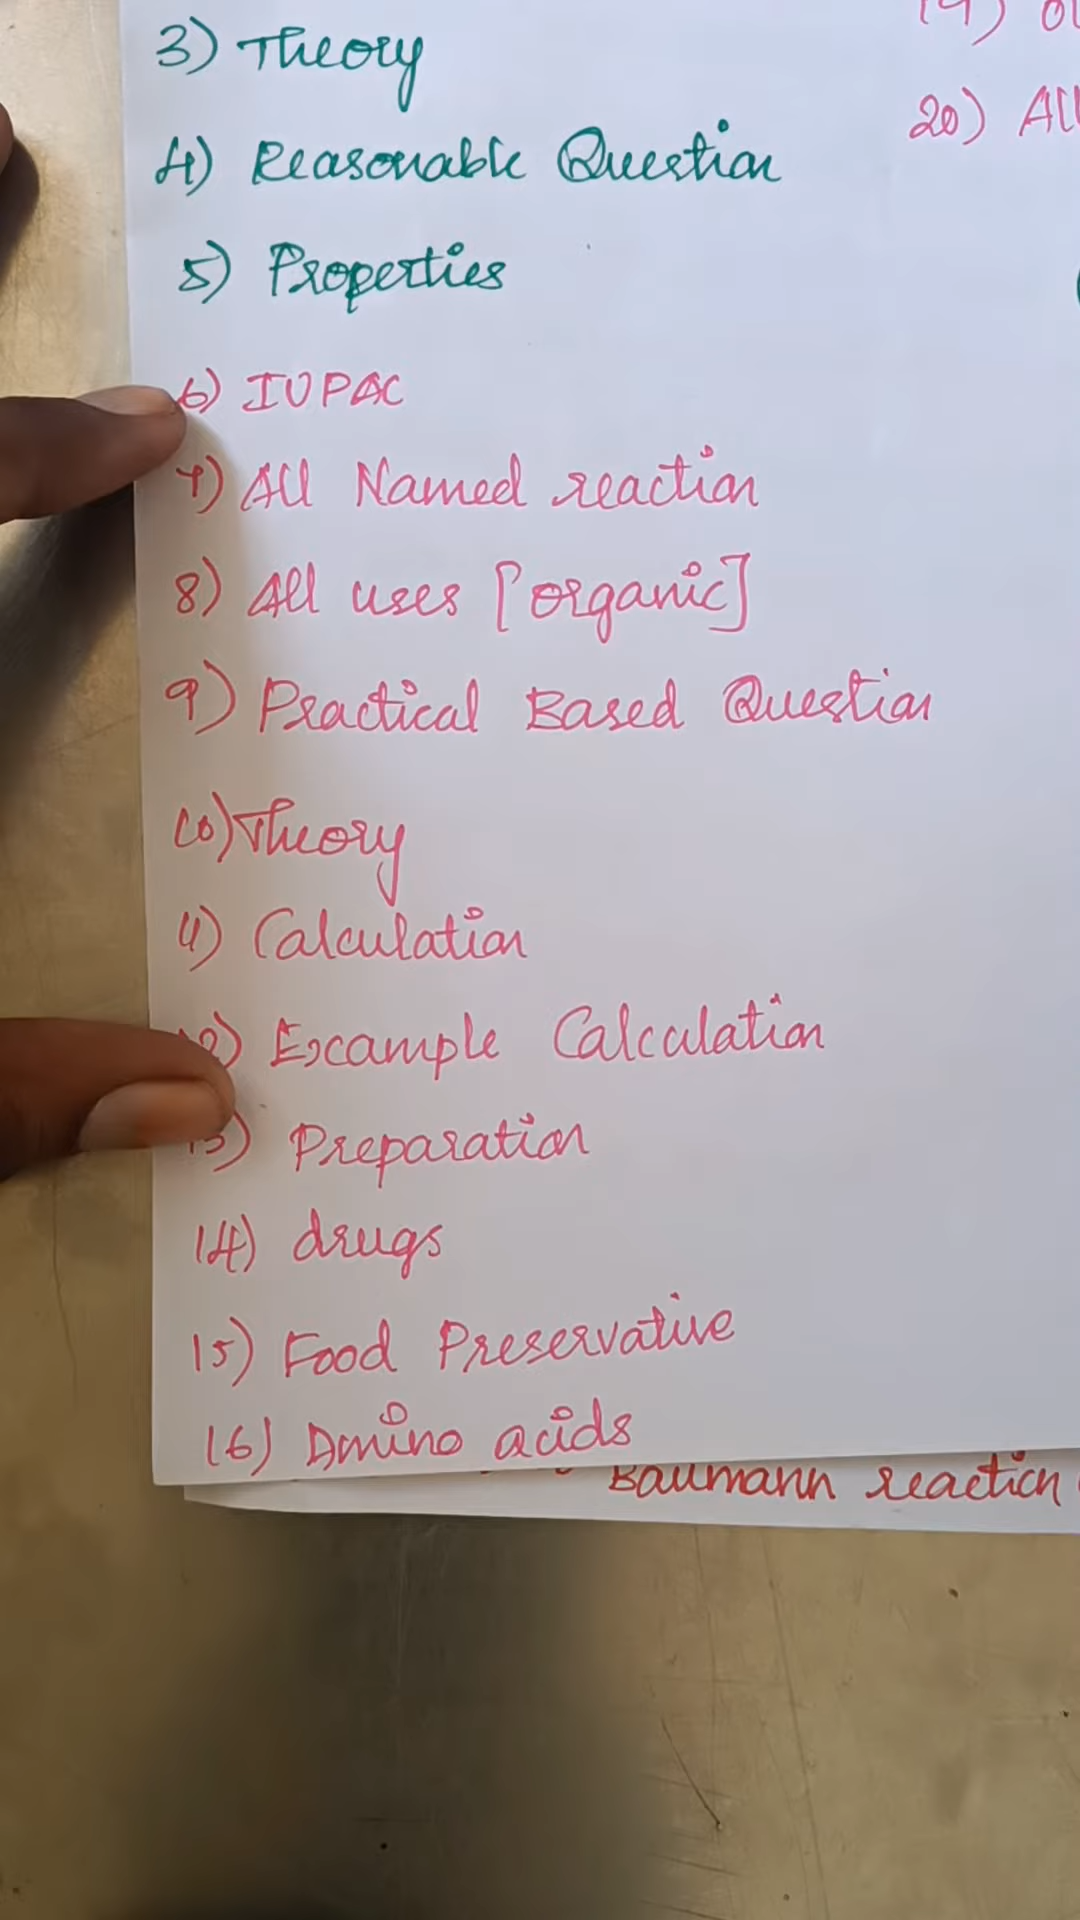 3) Theory
4) Reasonable Question
5) Properties
6) IUPAC
7) All Named reaction
8) All uses [organic]
9) Practical Based Question
10) Theory
11) Calculation
12) Example Calculation
13) Preparation
14) drugs
15) Food Preservative
16) Amino acids
19)
20) All
Baumann reaction